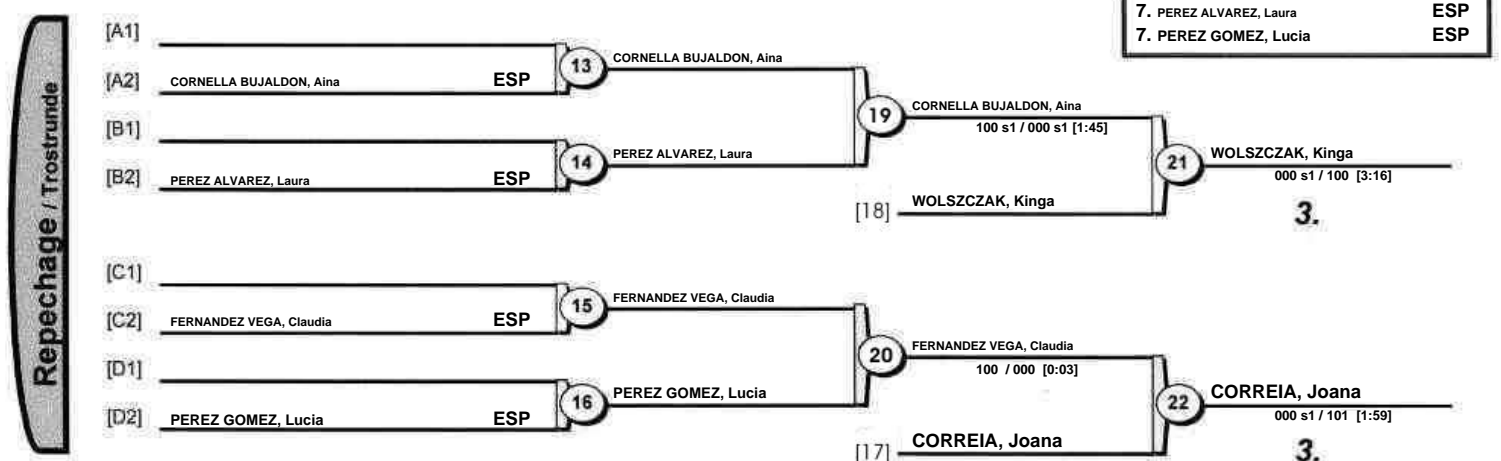 7. PEREZ ALVAREZ, Laura ESP
7. PEREZ GOMEZ, Lucia ESP
Repechage / Trostrunde
[A1]
[A2] CORNELLA BUJALDON, Aina ESP
13 CORNELLA BUJALDON, Aina
[B1]
[B2] PEREZ ALVAREZ, Laura ESP
14 PEREZ ALVAREZ, Laura
19 CORNELLA BUJALDON, Aina
100 s1 / 000 s1 [1:45]
[18] WOLSZCZAK, Kinga
21 WOLSZCZAK, Kinga
000 s1 / 100 [3:16]
3.
[C1]
[C2] FERNANDEZ VEGA, Claudia ESP
15 FERNANDEZ VEGA, Claudia
[D1]
[D2] PEREZ GOMEZ, Lucia ESP
16 PEREZ GOMEZ, Lucia
20 FERNANDEZ VEGA, Claudia
100 / 000 [0:03]
[17] CORREIA, Joana
22 CORREIA, Joana
000 s1 / 101 [1:59]
3.